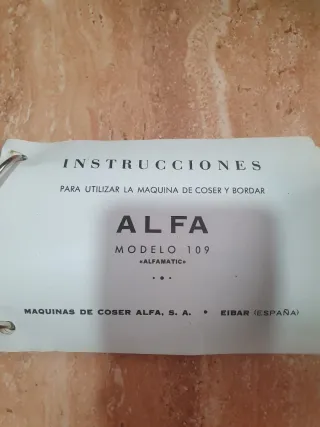 INSTRUCCIONES
PARA UTILIZAR LA MAQUINA DE COSER Y BORDAR
ALFA
MODELO 109
«ALFAMATIC»
MAQUINAS DE COSER ALFA, S. A. • EIBAR (ESPAÑA)